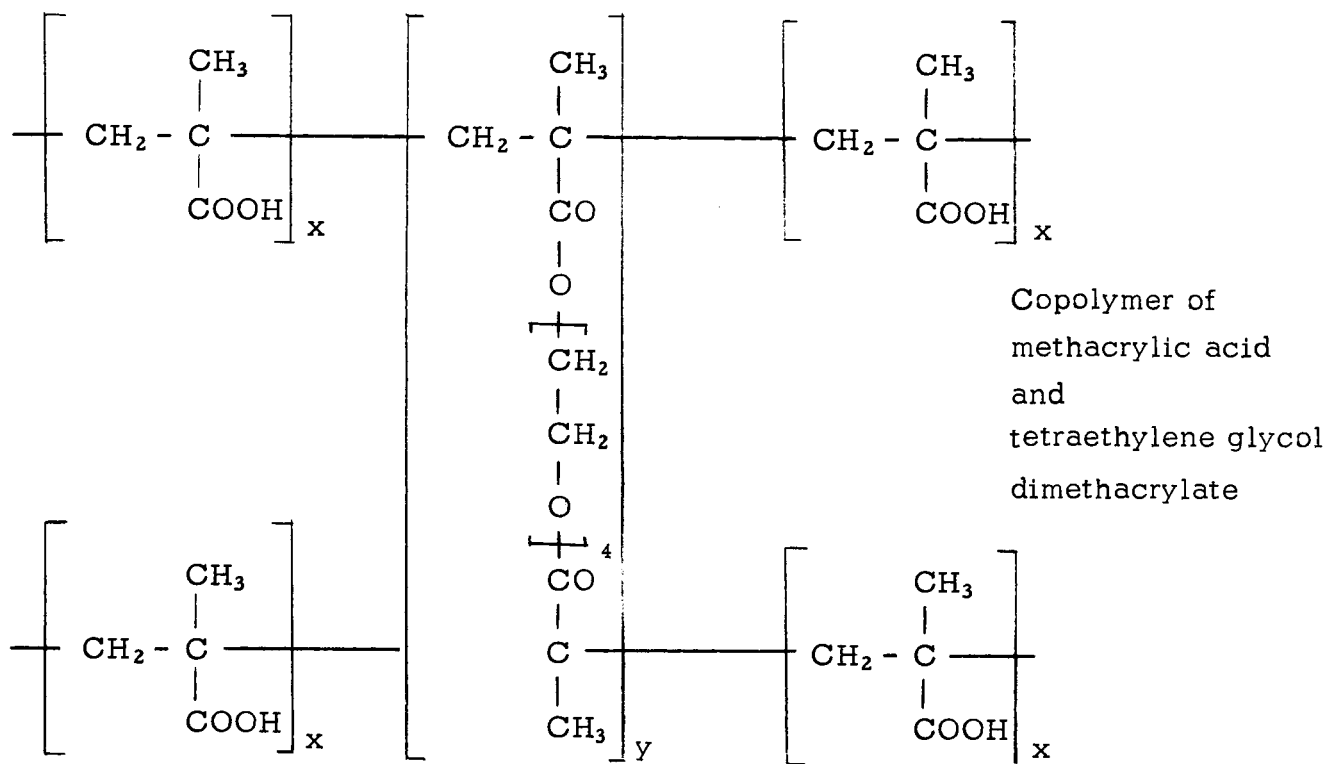 CH₃ CH₃ CH₃
CH₂ - C CH₂ - C CH₂ - C
COOH x CO COOH x
O
CH₂
CH₂
O
4
CO
CH₃ CH₃
CH₂ - C C CH₂ - C
COOH x CH₃ y COOH x
Copolymer of
methacrylic acid
and
tetraethylene glycol
dimethacrylate